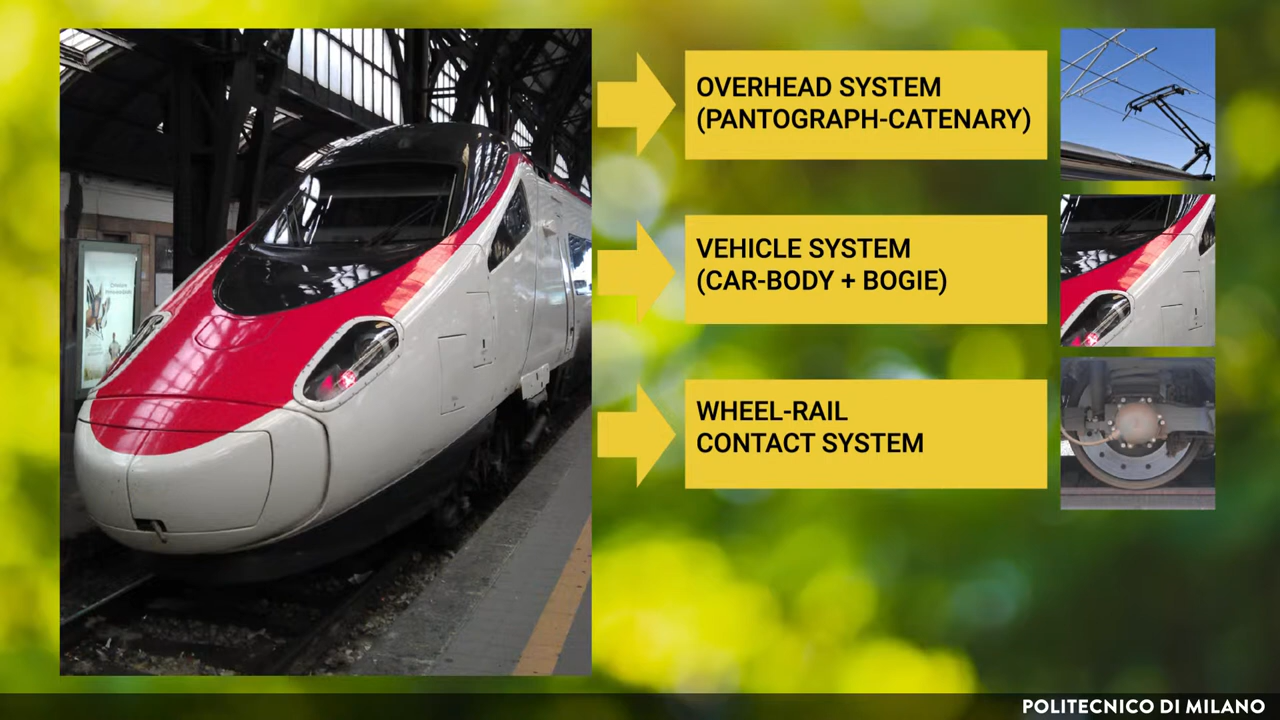 OVERHEAD SYSTEM
(PANTOGRAPH-CATENARY)
VEHICLE SYSTEM
(CAR-BODY + BOGIE)
WHEEL-RAIL
CONTACT SYSTEM
POLITECNICO DI MILANO